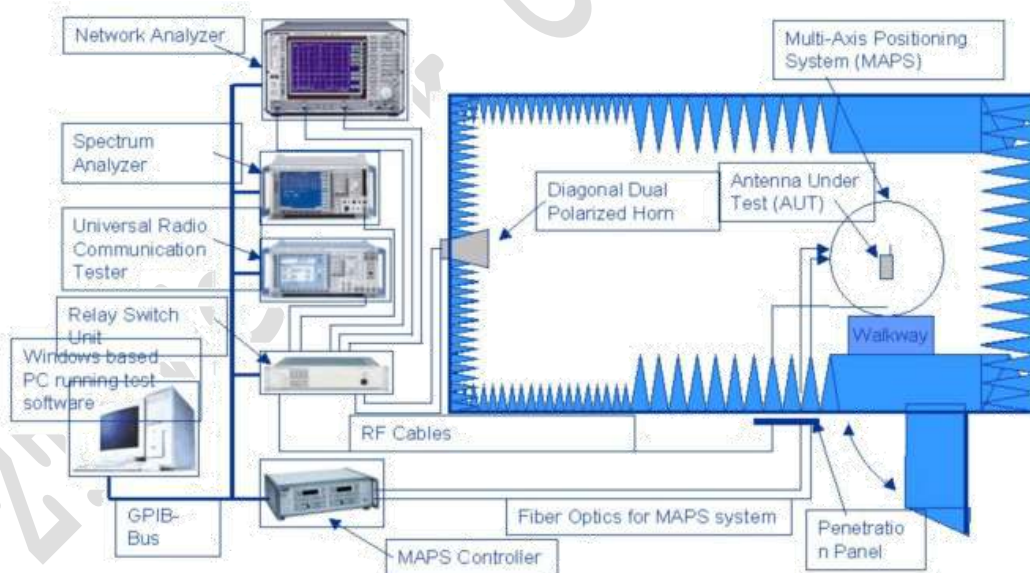 Network Analyzer
Multi-Axis Positioning
System (MAPS)
Spectrum
Analyzer
Diagonal Dual
Polarized Horn
Antenna Under
Test (AUT)
Universal Radio
Communication
Tester
Relay Switch
Unit
Walkway
Windows based
PC running test
software
RF Cables
GPIB-
Bus
Fiber Optics for MAPS system
Penetratio
n Panel
MAPS Controller